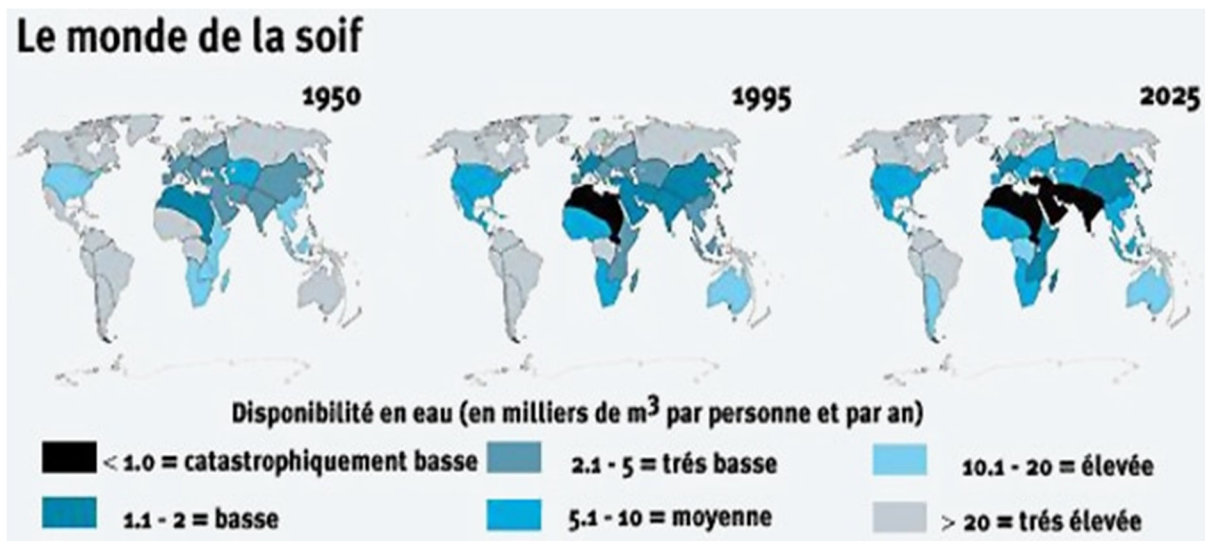 Le monde de la soif
1950
1995
2025
Disponibilité en eau (en milliers de m³ par personne et par an)
< 1.0 = catastrophiquement basse
2.1 - 5 = trés basse
10.1 - 20 = élevée
1.1 - 2 = basse
5.1 - 10 = moyenne
> 20 = trés élevée